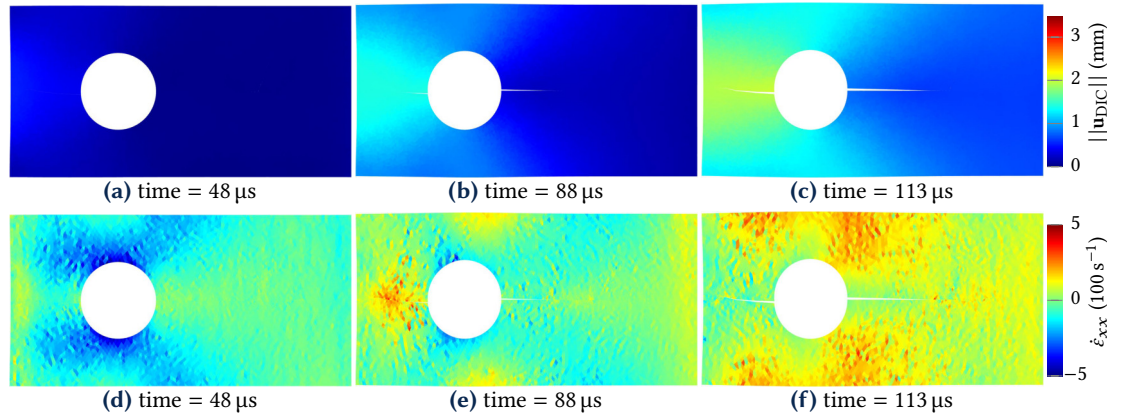 3
2
1
0
||u_DIC|| (mm)
(a) time = 48 µs
(b) time = 88 µs
(c) time = 113 µs
5
0
−5
ε̇_xx (100 s⁻¹)
(d) time = 48 µs
(e) time = 88 µs
(f) time = 113 µs